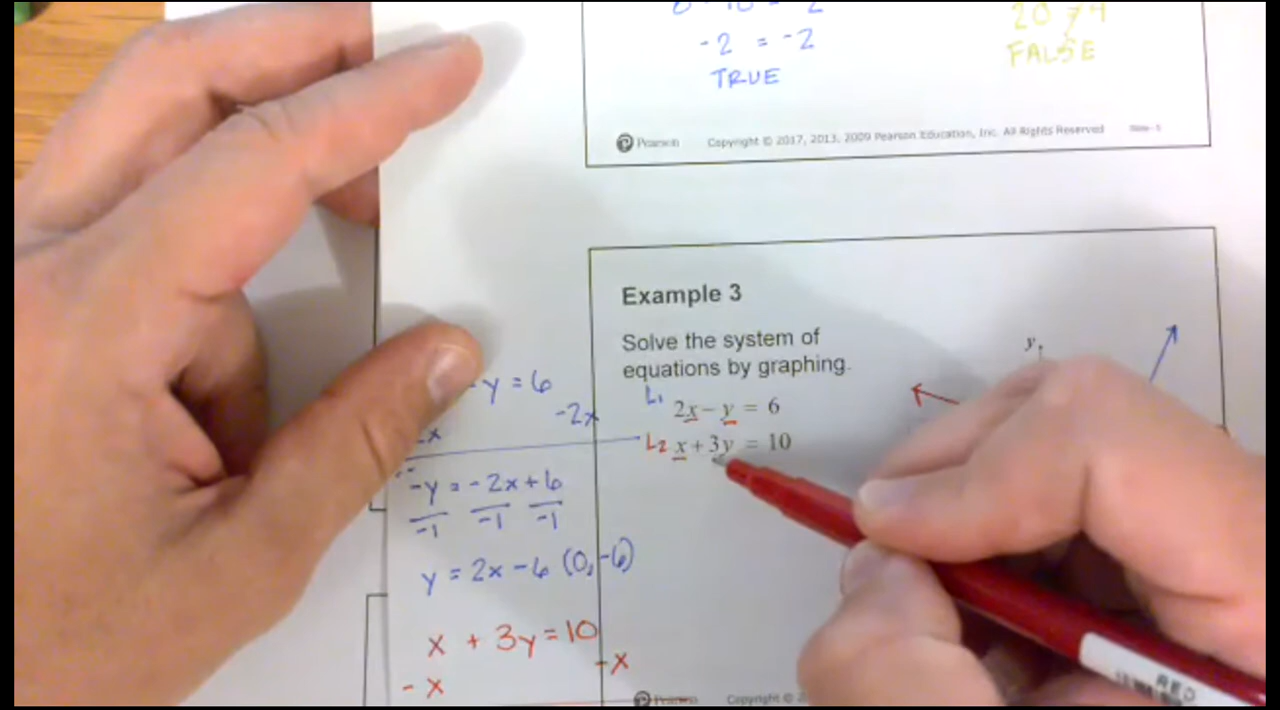 -2 = -2
TRUE
FALSE
Pearson Copyright © 2017, 2013, 2009 Pearson Education, Inc. All Rights Reserved
Example 3
Solve the system of
equations by graphing.
L1 2x - y = 6
L2 x + 3y = 10
y
-y = 6
-2x
-y = -2x + 6
-1 -1 -1
y = 2x - 6 (0, -6)
x + 3y = 10
-x -x
Pearson Copyright ©
RED